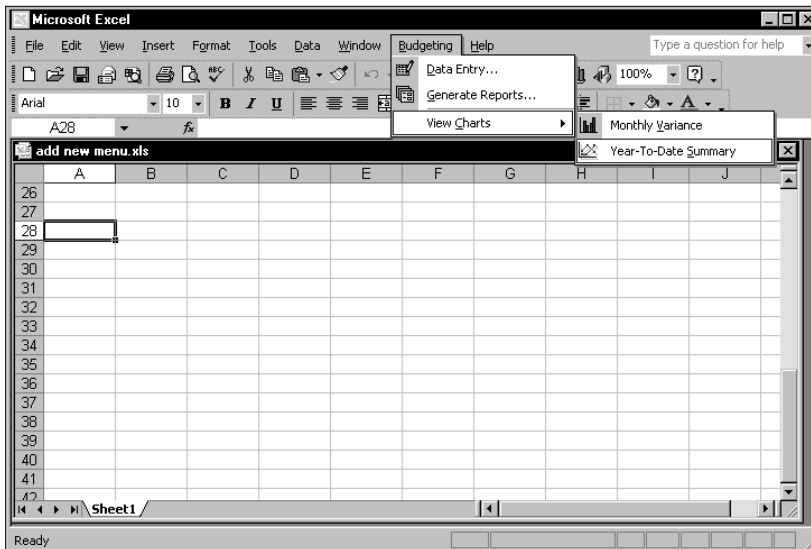 Microsoft Excel
File Edit View Insert Format Tools Data Window Budgeting Help Type a question for help
Data Entry... 100%
Arial 10 B I U Generate Reports... A
A28 fx View Charts Monthly Variance
add new menu.xls Year-To-Date Summary
A B C D E F G H I J
26
27
28
29
30
31
32
33
34
35
36
37
38
39
40
41
42
Sheet1
Ready